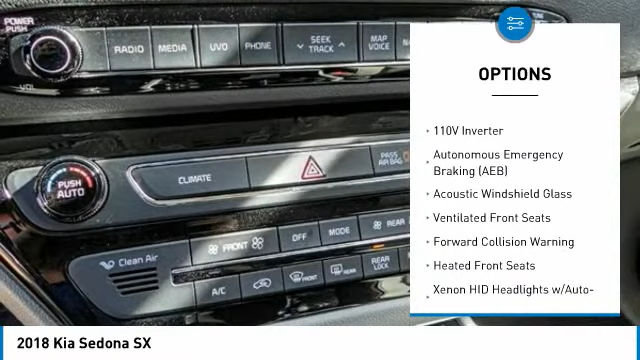 POWER
PUSH
VOL
RADIO
MEDIA
UVO
PHONE
SEEK
TRACK
MAP
VOICE
PUSH
AUTO
CLIMATE
PASS
AIR BAG
Clean Air
FRONT
OFF
MODE
REAR
A/C
FRONT
REAR
REAR
LOCK
OPTIONS
110V Inverter
Autonomous Emergency
Braking (AEB)
Acoustic Windshield Glass
Ventilated Front Seats
Forward Collision Warning
Heated Front Seats
Xenon HID Headlights w/Auto-
2018 Kia Sedona SX